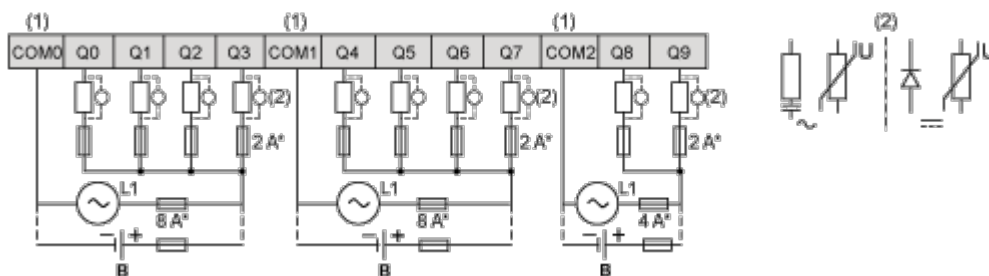 (1) (1) (1) (2)
COM0 Q0 Q1 Q2 Q3 COM1 Q4 Q5 Q6 Q7 COM2 Q8 Q9
U U
(2) (2) (2)
2 A* 2 A* 2 A*
L1 L1 L1
8 A* 8 A* 4 A*
− + − + − +
B B B